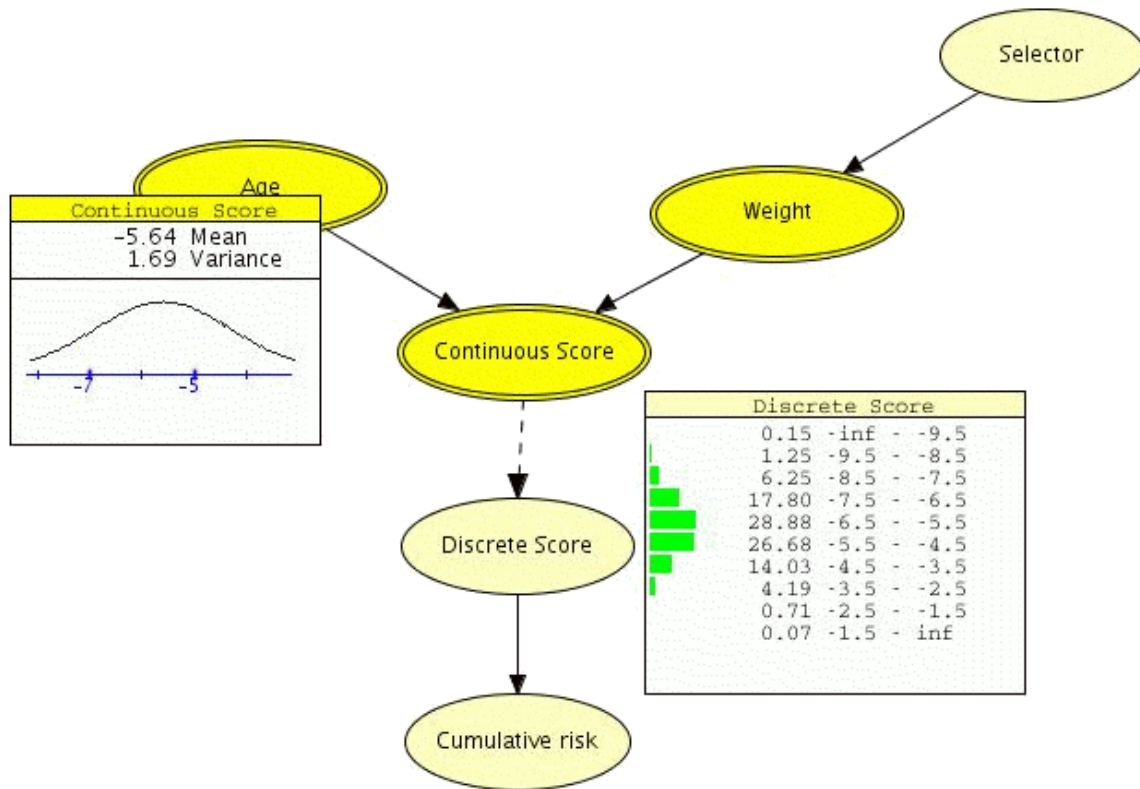 Selector
Age
Weight
Continuous Score
-5.64 Mean
1.69 Variance
-7 -5
Continuous Score
Discrete Score
0.15 -inf - -9.5
1.25 -9.5 - -8.5
6.25 -8.5 - -7.5
17.80 -7.5 - -6.5
28.88 -6.5 - -5.5
26.68 -5.5 - -4.5
14.03 -4.5 - -3.5
4.19 -3.5 - -2.5
0.71 -2.5 - -1.5
0.07 -1.5 - inf
Discrete Score
Cumulative risk